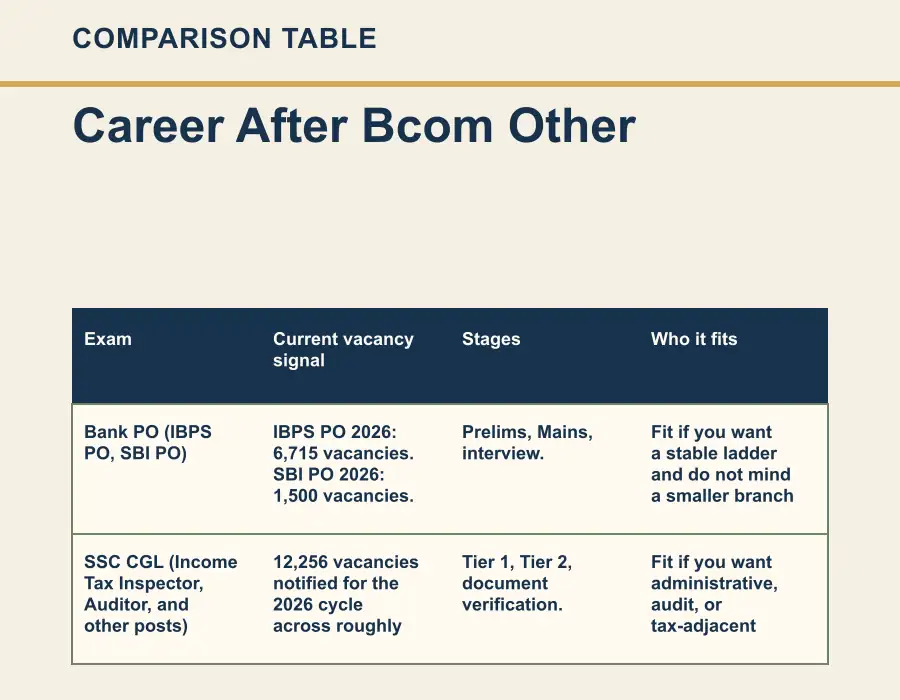 COMPARISON TABLE
Career After Bcom Other
Exam
Current vacancy
signal
Stages
Who it fits
Bank PO (IBPS
PO, SBI PO)
IBPS PO 2026:
6,715 vacancies.
SBI PO 2026:
1,500 vacancies.
Prelims, Mains,
interview.
Fit if you want
a stable ladder
and do not mind
a smaller branch
SSC CGL (Income
Tax Inspector,
Auditor, and
other posts)
12,256 vacancies
notified for the
2026 cycle
across roughly
Tier 1, Tier 2,
document
verification.
Fit if you want
administrative,
audit, or
tax-adjacent